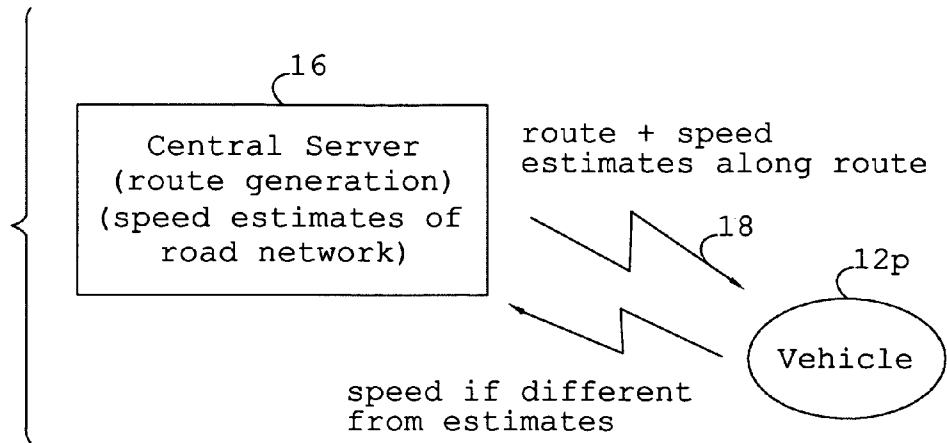 16
Central Server
(route generation)
(speed estimates of
road network)
route + speed
estimates along route
18
12p
Vehicle
speed if different
from estimates